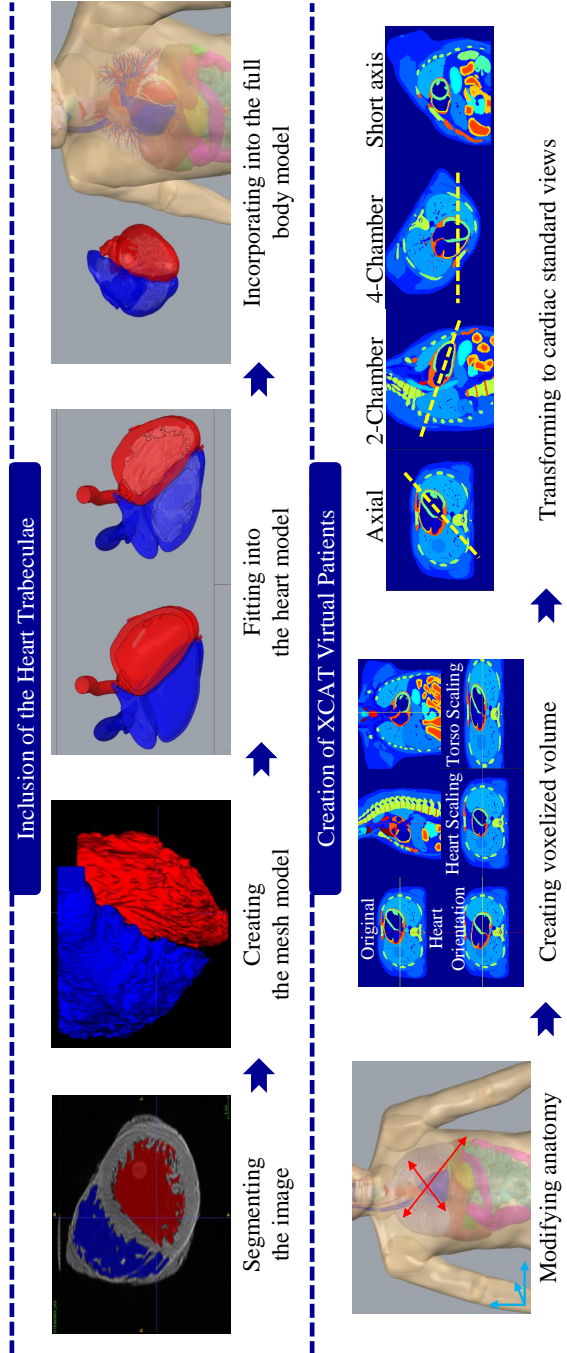 Inclusion of the Heart Trabeculae
Segmenting
the image
Creating
the mesh model
Fitting into
the heart model
Incorporating into the full
body model
Creation of XCAT Virtual Patients
Modifying anatomy
Original
Heart
Orientation
Heart Scaling
Torso Scaling
Creating voxelized volume
Axial
2-Chamber
4-Chamber
Short axis
Transforming to cardiac standard views